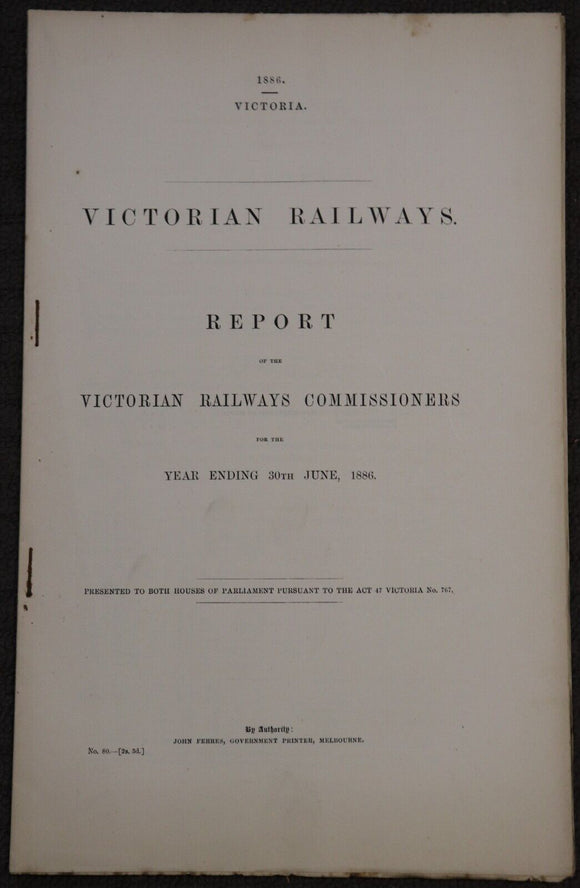 1886.
VICTORIA.
VICTORIAN RAILWAYS.
REPORT
OF THE
VICTORIAN RAILWAYS COMMISSIONERS
FOR THE
YEAR ENDING 30TH JUNE, 1886.
PRESENTED TO BOTH HOUSES OF PARLIAMENT PURSUANT TO THE ACT 47 VICTORIA No. 767.
By Authority:
JOHN FERRES, GOVERNMENT PRINTER, MELBOURNE.
No. 80.—[2s. 3d.]